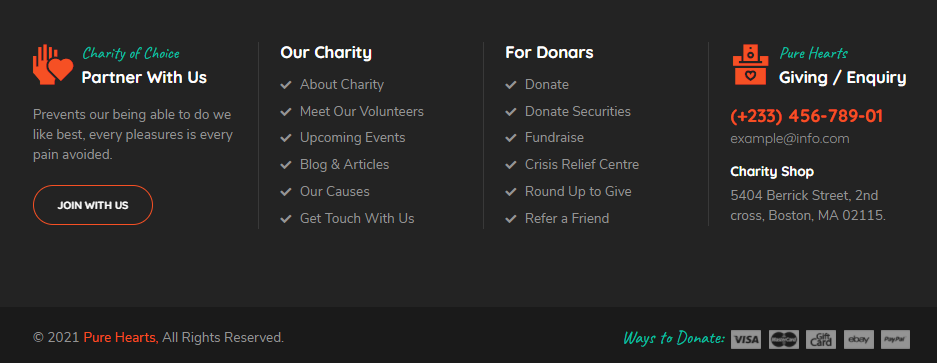 Charity of Choice
Partner With Us
Prevents our being able to do we
like best, every pleasures is every
pain avoided.
JOIN WITH US
Our Charity
About Charity
Meet Our Volunteers
Upcoming Events
Blog & Articles
Our Causes
Get Touch With Us
For Donars
Donate
Donate Securities
Fundraise
Crisis Relief Centre
Round Up to Give
Refer a Friend
Pure Hearts
Giving / Enquiry
(+233) 456-789-01
example@info.com
Charity Shop
5404 Berrick Street, 2nd
cross, Boston, MA 02115.
© 2021 Pure Hearts, All Rights Reserved.
Ways to Donate: VISA MasterCard Gift Card ebay PayPal